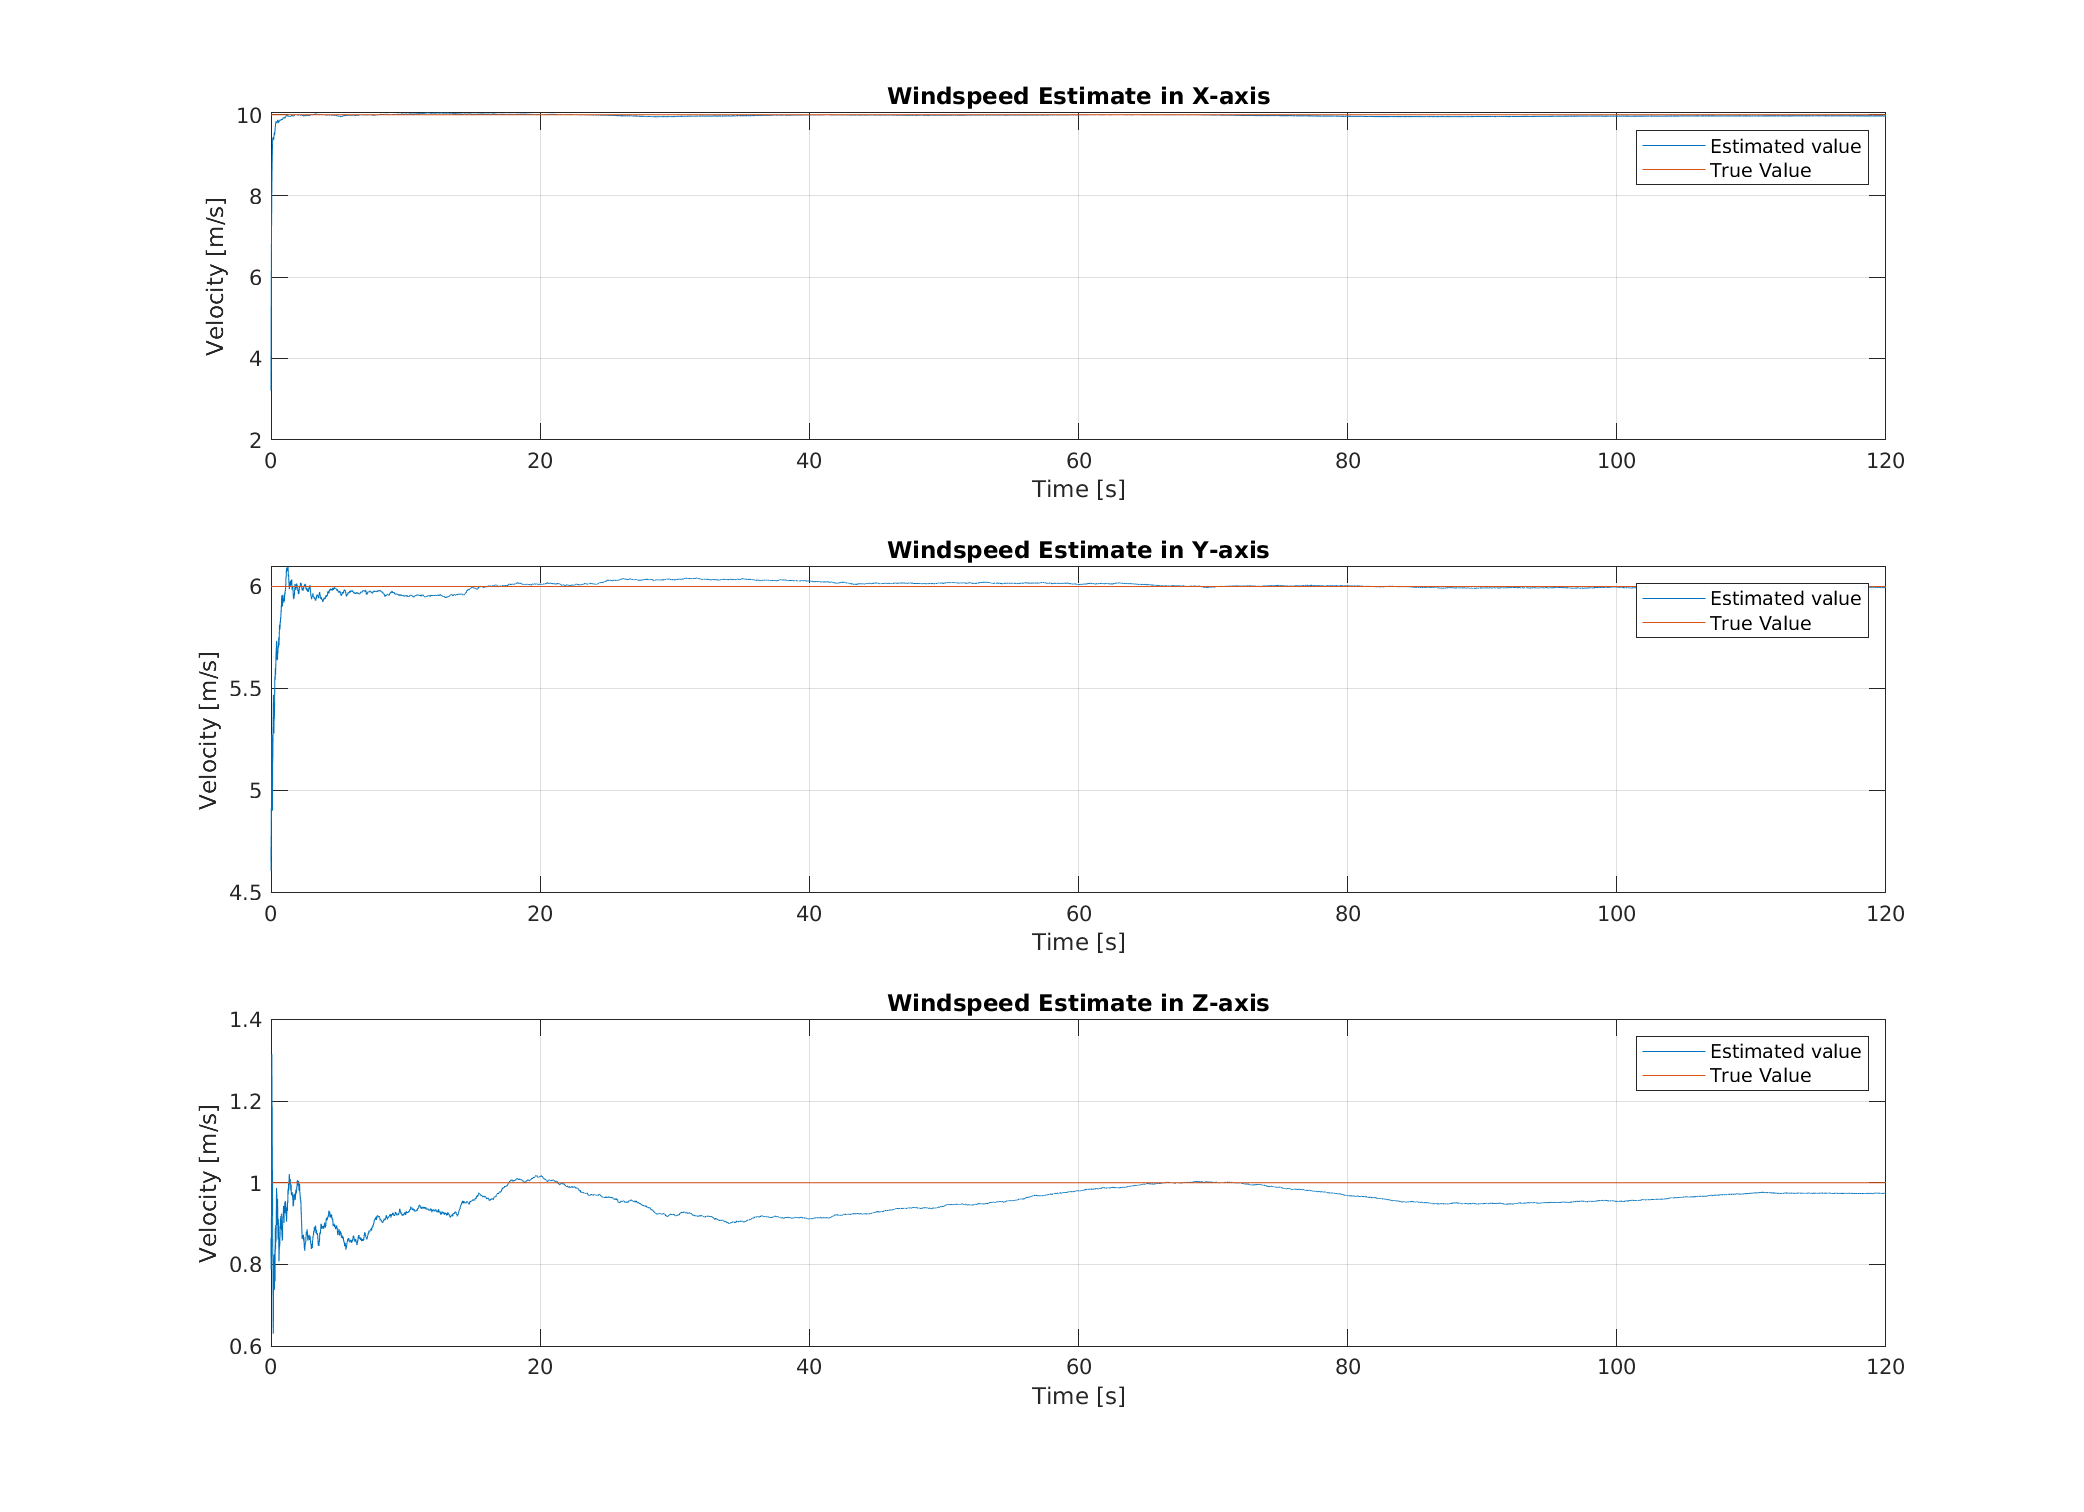 Windspeed Estimate in X-axis
10
8
6
4
2
Velocity [m/s]
Estimated value
True Value
0 20 40 60 80 100 120
Time [s]
Windspeed Estimate in Y-axis
6
5.5
5
4.5
Velocity [m/s]
Estimated value
True Value
0 20 40 60 80 100 120
Time [s]
Windspeed Estimate in Z-axis
1.4
1.2
1
0.8
0.6
Velocity [m/s]
Estimated value
True Value
0 20 40 60 80 100 120
Time [s]